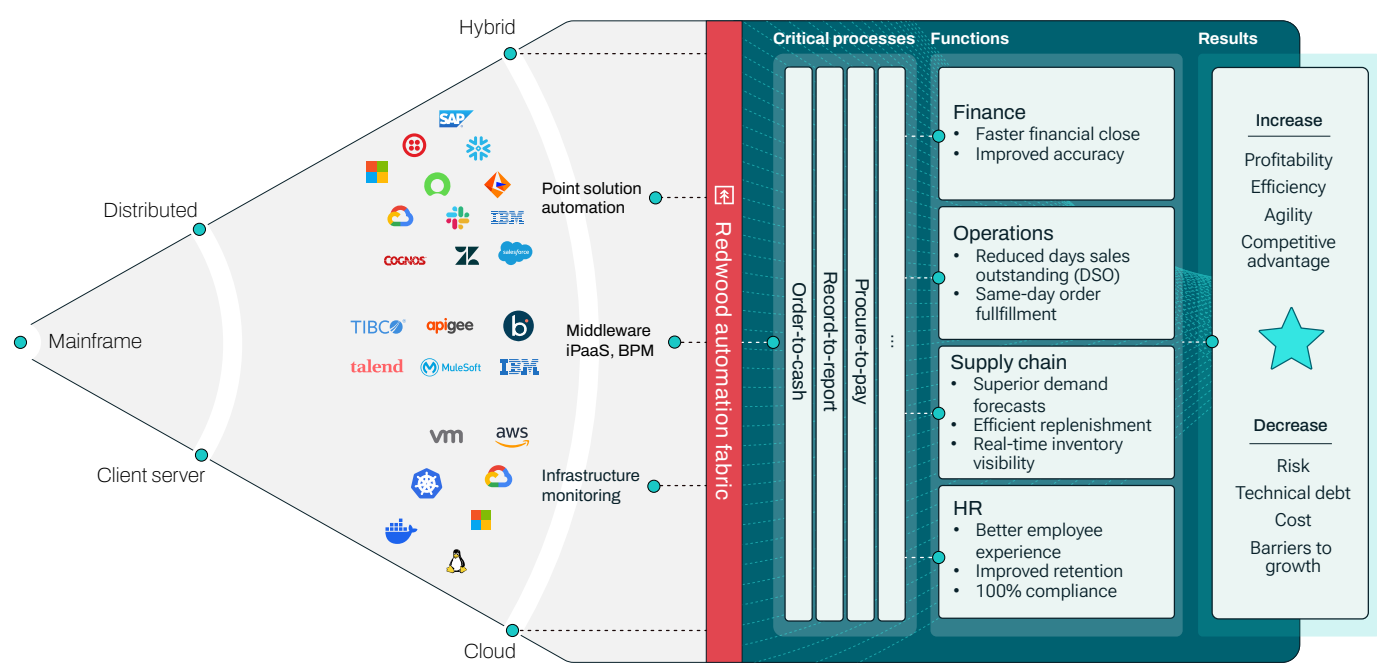 Hybrid
Distributed
Mainframe
Client server
Cloud
SAP
IBM
COGNOS
salesforce
Point solution
automation
TIBCO
apigee
b
talend
MuleSoft
IBM
Middleware
iPaaS, BPM
vm
aws
Infrastructure
monitoring
Redwood automation fabric
Critical processes
Order-to-cash
Record-to-report
Procure-to-pay
...
Functions
Finance
• Faster financial close
• Improved accuracy
Operations
• Reduced days sales
outstanding (DSO)
• Same-day order
fullfillment
Supply chain
• Superior demand
forecasts
• Efficient replenishment
• Real-time inventory
visibility
HR
• Better employee
experience
• Improved retention
• 100% compliance
Results
Increase
Profitability
Efficiency
Agility
Competitive
advantage
Decrease
Risk
Technical debt
Cost
Barriers to
growth